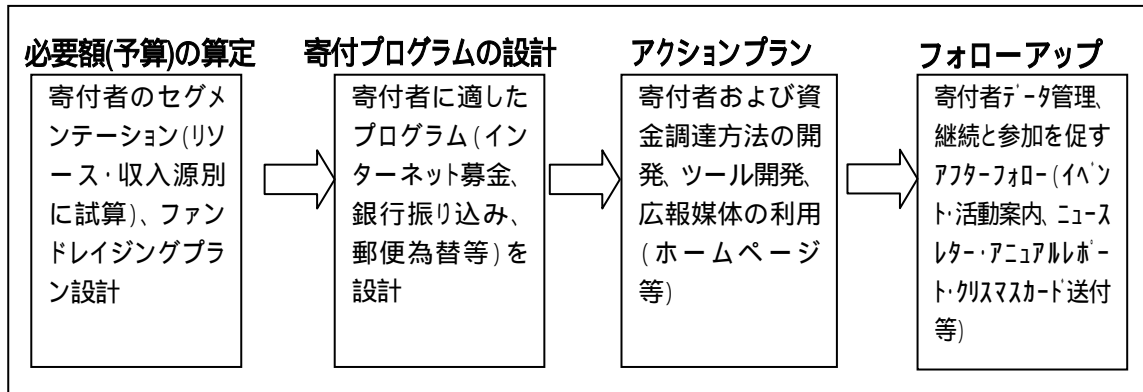 必要額(予算)の算定
寄付者のセグメ
ンテーション(リソ
ース・収入源別
に試算)、ファン
ドレイジングプラ
ン設計
寄付プログラムの設計
寄付者に適した
プログラム(イン
ターネット募金、
銀行振り込み、
郵便為替等)を
設計
アクションプラン
寄付者および資
金調達方法の開
発、ツール開発、
広報媒体の利用
(ホームページ
等)
フォローアップ
寄付者データ管理、
継続と参加を促す
アフターフォロー(イベン
ト・活動案内、ニュース
レター・アニュアルレポー
ト・クリスマスカード送付
等)